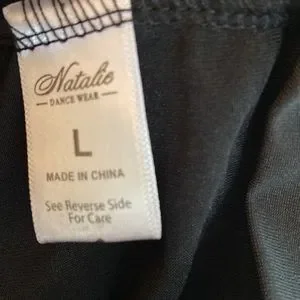 Natalie
DANCE WEAR
L
MADE IN CHINA
See Reverse Side
For Care